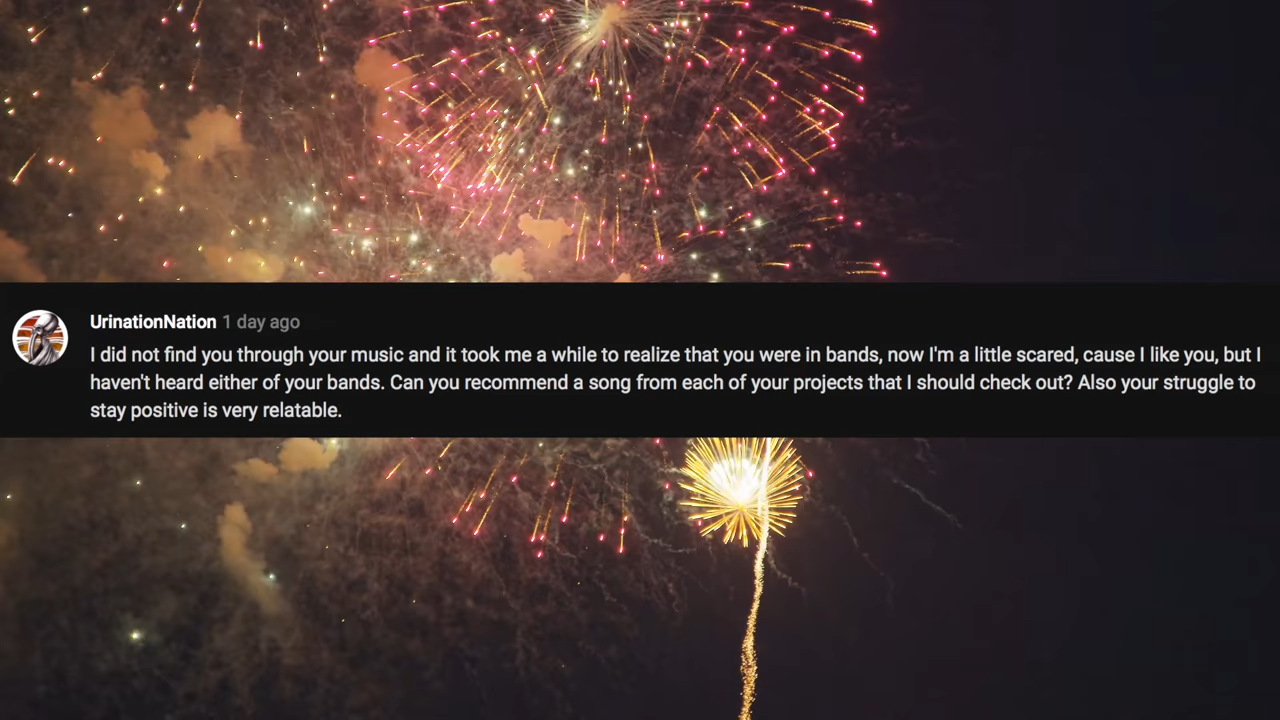 UrinationNation 1 day ago
I did not find you through your music and it took me a while to realize that you were in bands, now I'm a little scared, cause I like you, but I
haven't heard either of your bands. Can you recommend a song from each of your projects that I should check out? Also your struggle to
stay positive is very relatable.